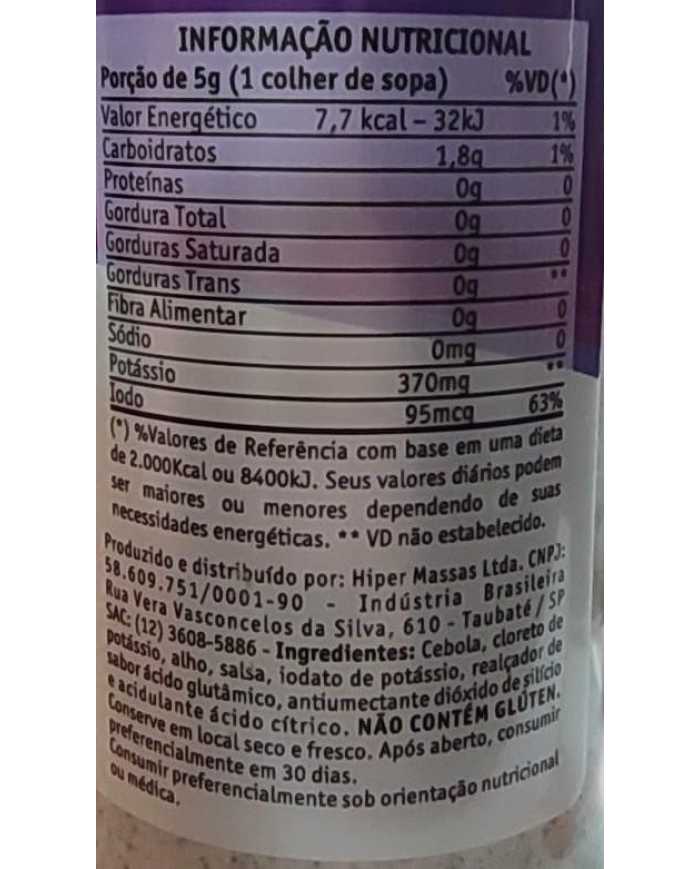 INFORMAÇÃO NUTRICIONAL
Porção de 5g (1 colher de sopa) %VD(*)
Valor Energético 7,7 kcal – 32kJ 1%
Carboidratos 1,8g 1%
Proteínas 0g 0
Gordura Total 0g 0
Gorduras Saturada 0g 0
Gorduras Trans 0g **
Fibra Alimentar 0g 0
Sódio 0mg 0
Potássio 370mg **
Iodo 95mcg 63%
(*) %Valores de Referência com base em uma dieta
de 2.000Kcal ou 8400kJ. Seus valores diários podem
ser maiores ou menores dependendo de suas
necessidades energéticas. ** VD não estabelecido.
Produzido e distribuído por: Hiper Massas Ltda. CNPJ:
58.609.751/0001-90 - Indústria Brasileira
Rua Vera Vasconcelos da Silva, 610 - Taubaté / SP
SAC: (12) 3608-5886 - Ingredientes: Cebola, cloreto de
potássio, alho, salsa, iodato de potássio, realçador de
sabor ácido glutâmico, antiumectante dióxido de silício
e acidulante ácido cítrico. NÃO CONTÉM GLÚTEN.
Conserve em local seco e fresco. Após aberto, consumir
preferencialmente em 30 dias.
Consumir preferencialmente sob orientação nutricional
ou médica.